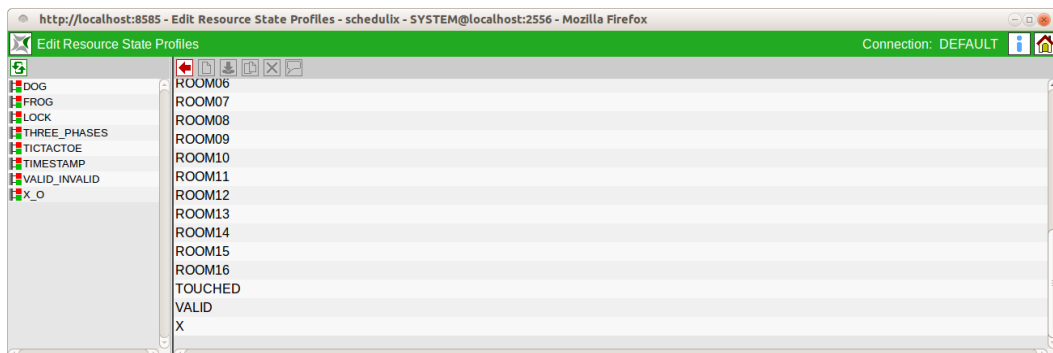 http://localhost:8585 - Edit Resource State Profiles - schedulix - SYSTEM@localhost:2556 - Mozilla Firefox
Edit Resource State Profiles
Connection: DEFAULT
DOG
FROG
LOCK
THREE_PHASES
TICTACTOE
TIMESTAMP
VALID_INVALID
X_O
ROOM06
ROOM07
ROOM08
ROOM09
ROOM10
ROOM11
ROOM12
ROOM13
ROOM14
ROOM15
ROOM16
TOUCHED
VALID
X